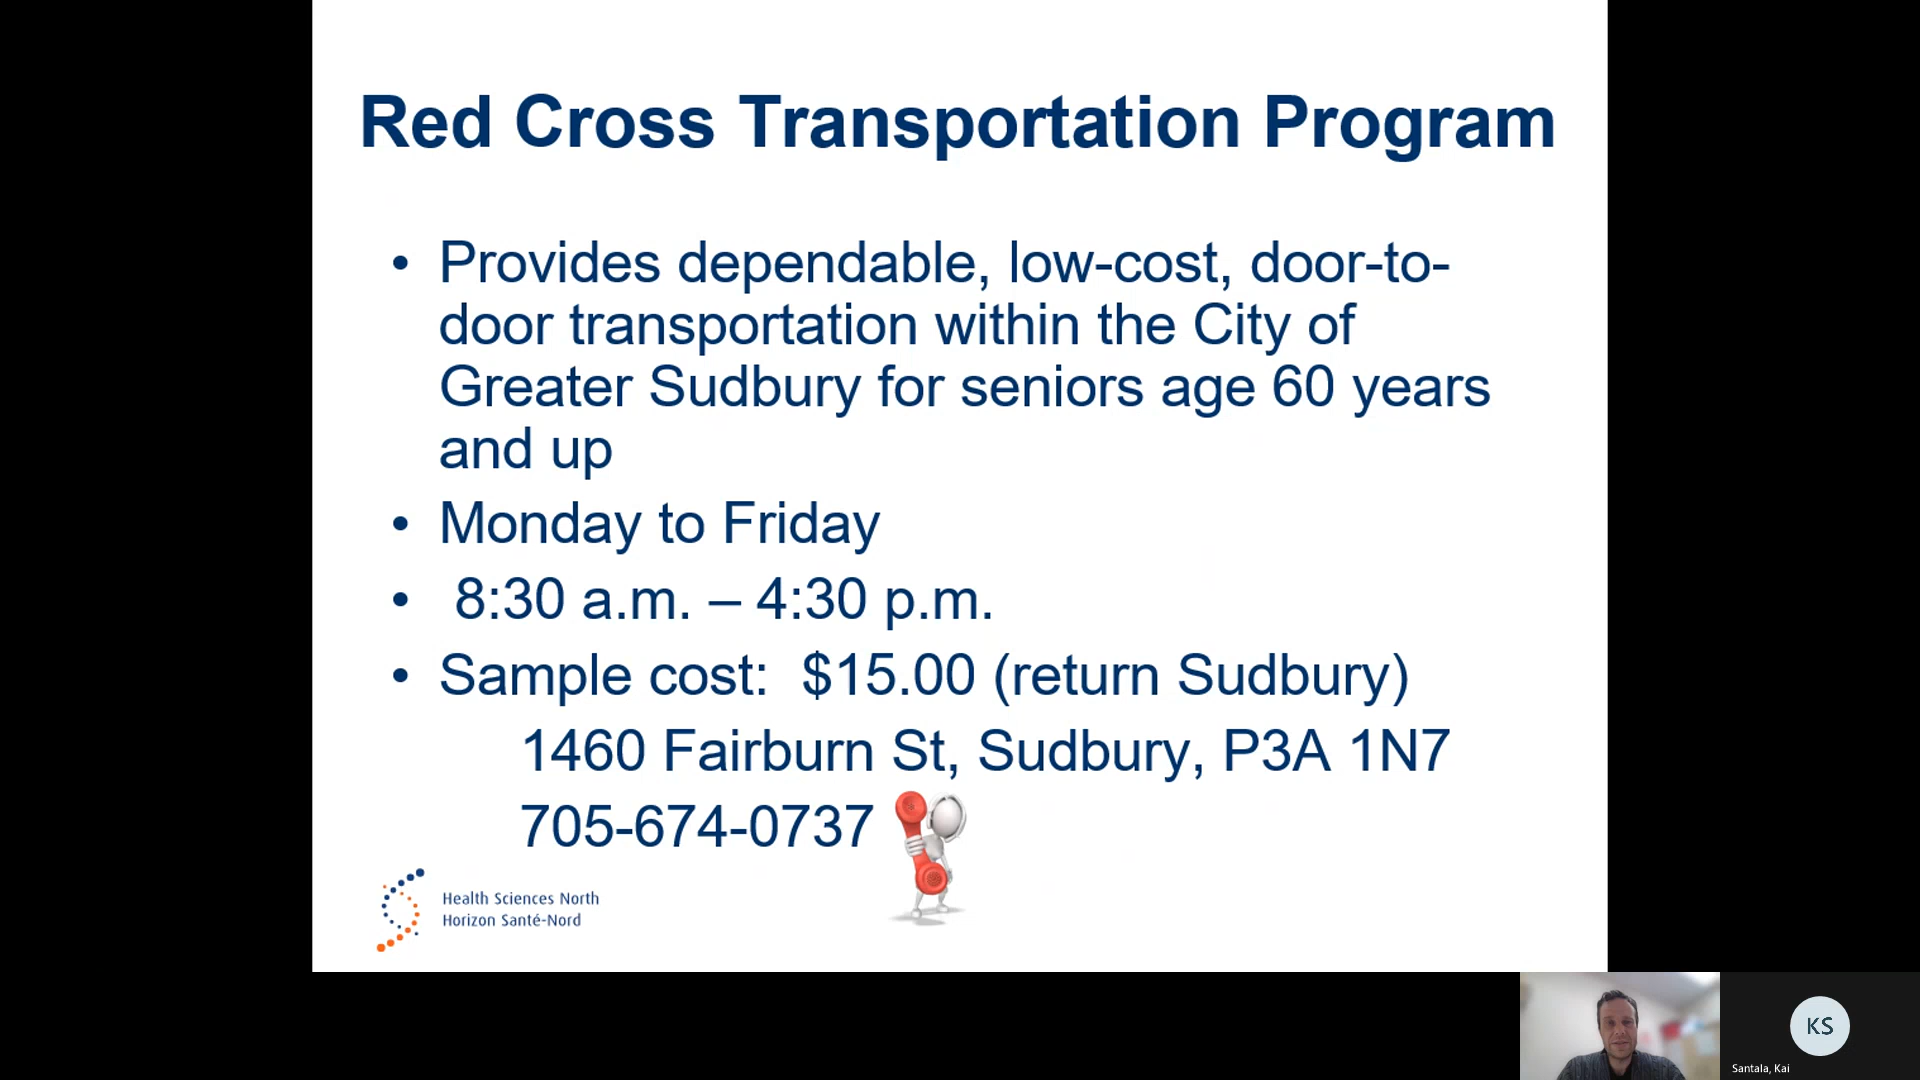 Red Cross Transportation Program
• Provides dependable, low-cost, door-to-
door transportation within the City of
Greater Sudbury for seniors age 60 years
and up
• Monday to Friday
• 8:30 a.m. – 4:30 p.m.
• Sample cost: $15.00 (return Sudbury)
1460 Fairburn St, Sudbury, P3A 1N7
705-674-0737
Health Sciences North
Horizon Santé-Nord
KS
Santala, Kai